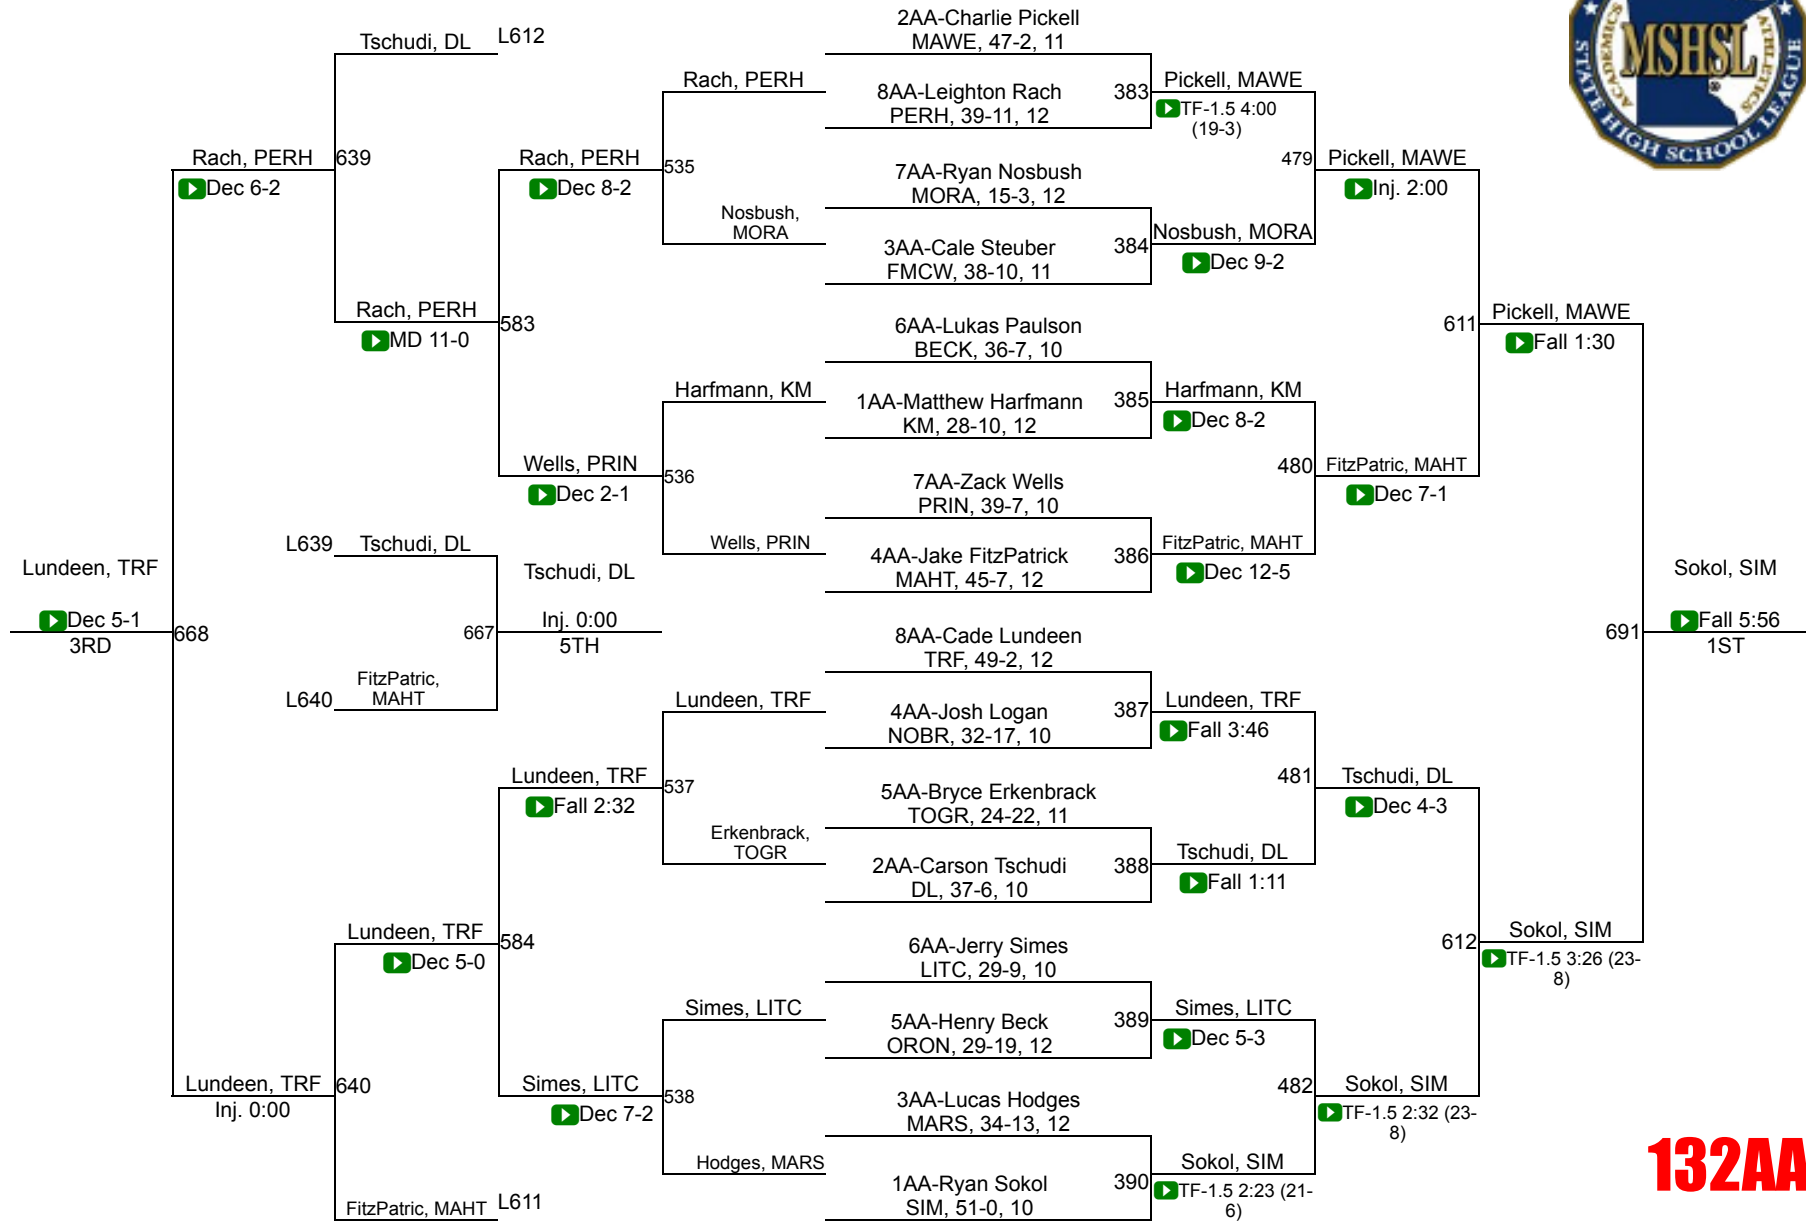 Tschudi, DL
L612
Rach, PERH
639
Dec 6-2
Rach, PERH
MD 11-0
Rach, PERH
583
Dec 8-2
Rach, PERH
535
Nosbush,
MORA
Wells, PRIN
Dec 2-1
Harfmann, KM
536
Wells, PRIN
Lundeen, TRF
Dec 5-1
3RD
668
L639
Tschudi, DL
L640
FitzPatric,
MAHT
667
Tschudi, DL
Inj. 0:00
5TH
Lundeen, TRF
Inj. 0:00
640
Lundeen, TRF
Dec 5-0
584
FitzPatric, MAHT
L611
Lundeen, TRF
Fall 2:32
Lundeen, TRF
537
Erkenbrack,
TOGR
Simes, LITC
Dec 7-2
Simes, LITC
538
Hodges, MARS
2AA-Charlie Pickell
MAWE, 47-2, 11
8AA-Leighton Rach
PERH, 39-11, 12
383
7AA-Ryan Nosbush
MORA, 15-3, 12
3AA-Cale Steuber
FMCW, 38-10, 11
384
6AA-Lukas Paulson
BECK, 36-7, 10
1AA-Matthew Harfmann
KM, 28-10, 12
385
7AA-Zack Wells
PRIN, 39-7, 10
4AA-Jake FitzPatrick
MAHT, 45-7, 12
386
8AA-Cade Lundeen
TRF, 49-2, 12
4AA-Josh Logan
NOBR, 32-17, 10
387
5AA-Bryce Erkenbrack
TOGR, 24-22, 11
2AA-Carson Tschudi
DL, 37-6, 10
388
6AA-Jerry Simes
LITC, 29-9, 10
5AA-Henry Beck
ORON, 29-19, 12
389
3AA-Lucas Hodges
MARS, 34-13, 12
1AA-Ryan Sokol
SIM, 51-0, 10
390
Pickell, MAWE
TF-1.5 4:00
(19-3)
479
Nosbush, MORA
Dec 9-2
Harfmann, KM
Dec 8-2
480
FitzPatric, MAHT
Dec 12-5
Lundeen, TRF
Fall 3:46
481
Tschudi, DL
Fall 1:11
Simes, LITC
Dec 5-3
482
Sokol, SIM
TF-1.5 2:23 (21-
6)
Pickell, MAWE
Inj. 2:00
611
FitzPatric, MAHT
Dec 7-1
Tschudi, DL
Dec 4-3
612
Sokol, SIM
TF-1.5 2:32 (23-
8)
Pickell, MAWE
Fall 1:30
691
Sokol, SIM
TF-1.5 3:26 (23-
8)
Sokol, SIM
Fall 5:56
1ST
ACADEMICS
ATHLETICS
MSHSL
STATE HIGH SCHOOL LEAGUE
132AA